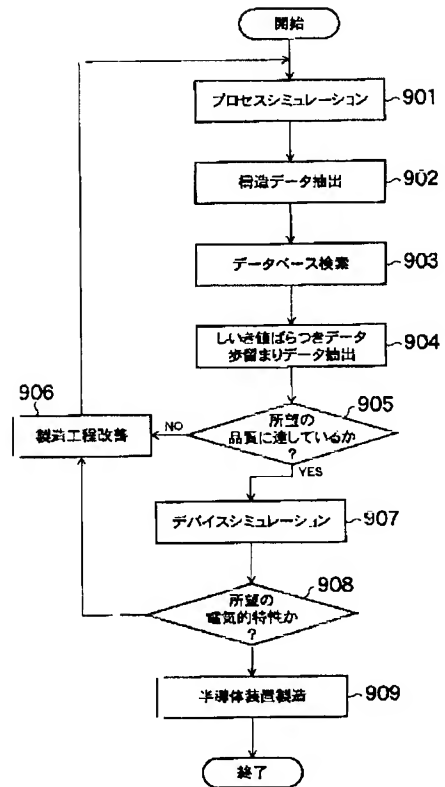 開始
プロセスシミュレーション
901
構造データ抽出
902
データベース検索
903
しいき値ばらつきデータ
歩留まりデータ抽出
904
所望の
品質に達しているか
?
905
NO
YES
906
製造工程改善
デバイスシミュレーション
907
所望の
電気的特性か
?
908
半導体装置製造
909
終了